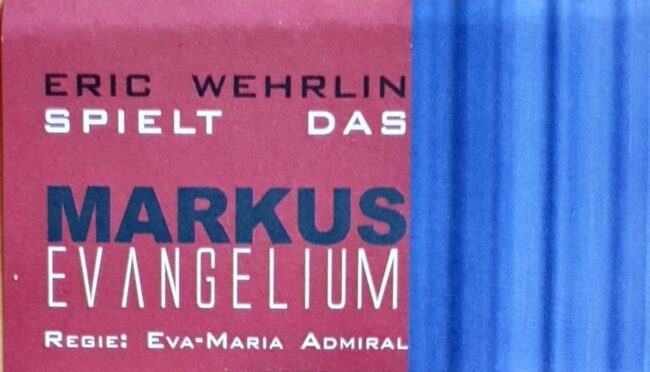 ERIC WEHRLIN
SPIELT DAS
MARKUS
EVANGELIUM
REGIE: EVA-MARIA ADMIRAL